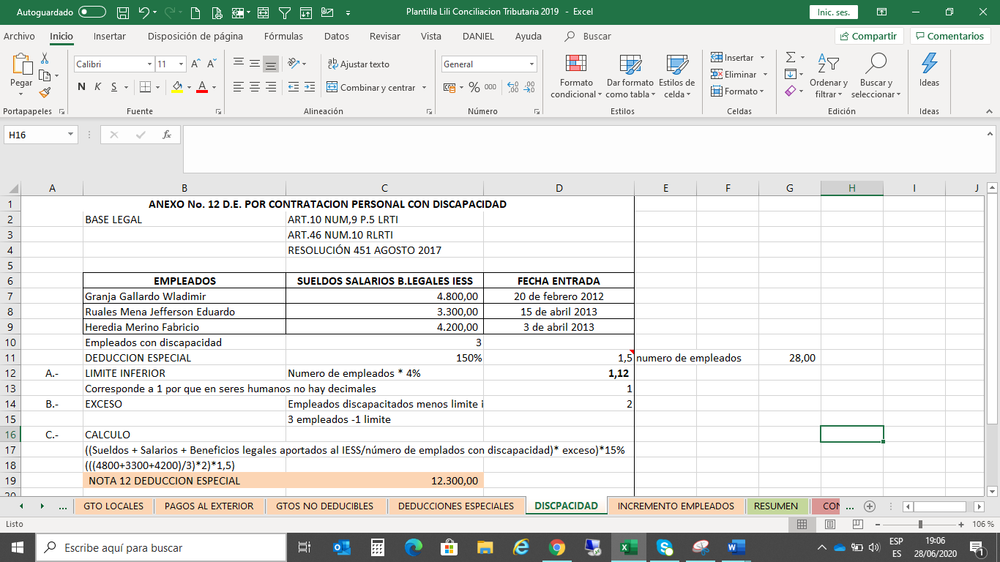 Autoguardado
Plantilla Lili Conciliacion Tributaria 2019 - Excel
Inic. ses.
Archivo Inicio Insertar Disposición de página Fórmulas Datos Revisar Vista DANIEL Ayuda Buscar Compartir Comentarios
Pegar
Calibri 11
N K S A
ab Ajustar texto
Combinar y centrar
General
% 000
Formato condicional
Dar formato como tabla
Estilos de celda
Insertar
Eliminar
Formato
Ordenar y filtrar
Buscar y seleccionar
Ideas
Portapapeles Fuente Alineación Número Estilos Celdas Edición Ideas
H16 fx
A B C D E F G H I J
1 ANEXO No. 12 D.E. POR CONTRATACION PERSONAL CON DISCAPACIDAD
2 BASE LEGAL ART.10 NUM,9 P.5 LRTI
3 ART.46 NUM.10 RLRTI
4 RESOLUCIÓN 451 AGOSTO 2017
5
6 EMPLEADOS SUELDOS SALARIOS B.LEGALES IESS FECHA ENTRADA
7 Granja Gallardo Wladimir 4.800,00 20 de febrero 2012
8 Ruales Mena Jefferson Eduardo 3.300,00 15 de abril 2013
9 Heredia Merino Fabricio 4.200,00 3 de abril 2013
10 Empleados con discapacidad 3
11 DEDUCCION ESPECIAL 150% 1,5 numero de empleados 28,00
12 A.- LIMITE INFERIOR Numero de empleados * 4% 1,12
13 Corresponde a 1 por que en seres humanos no hay decimales 1
14 B.- EXCESO Empleados discapacitados menos limite i 2
15 3 empleados -1 limite
16 C.- CALCULO
17 ((Sueldos + Salarios + Beneficios legales aportados al IESS/número de emplados con discapacidad)* exceso)*15%
18 (((4800+3300+4200)/3)*2)*1,5)
19 NOTA 12 DEDUCCION ESPECIAL 12.300,00
20
... GTO LOCALES PAGOS AL EXTERIOR GTOS NO DEDUCIBLES DEDUCCIONES ESPECIALES DISCPACIDAD INCREMENTO EMPLEADOS RESUMEN CON ...
Listo 106 %
Escribe aquí para buscar
ESP
ES
19:06
28/06/2020
1